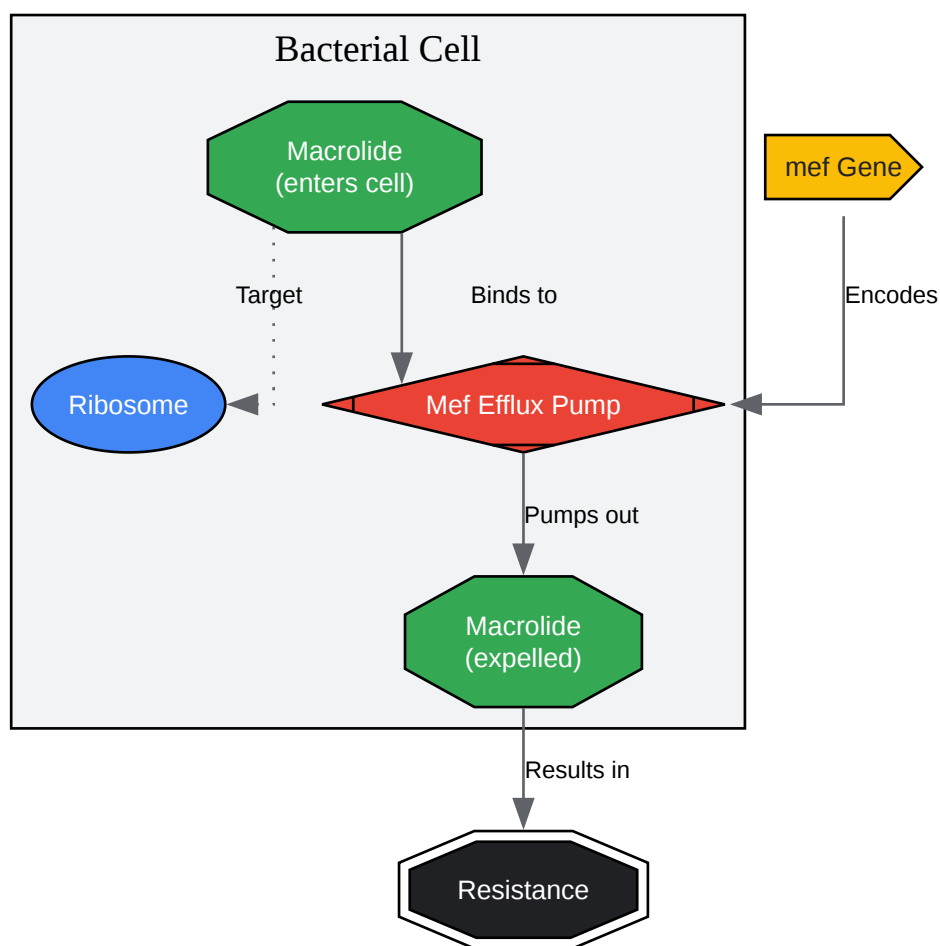 Bacterial Cell
Macrolide
(enters cell)
mef Gene
Target
Binds to
Encodes
Ribosome
Mef Efflux Pump
Pumps out
Macrolide
(expelled)
Results in
Resistance